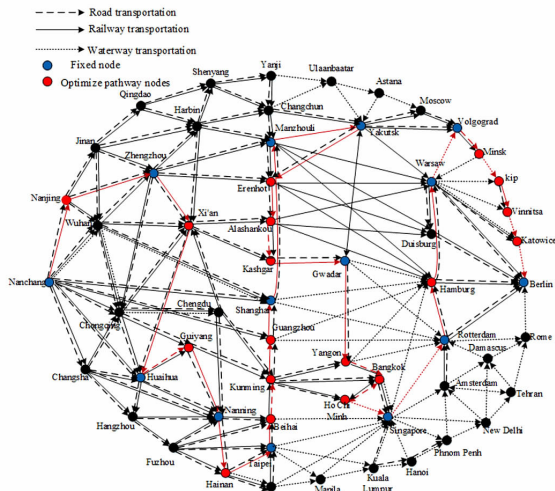 Road transportation
Railway transportation
Waterway transportation
Fixed node
Optimize pathway nodes
Yanji
Ulaanbaatar
Shenyang
Astana
Qingdao
Changchun
Moscow
Harbin
Manzhouli
Yakutsk
Volgograd
Jinan
Zhengzhou
Minsk
Warsaw
Erenhot
kip
Nanjing
Xi'an
Vinnitsa
Wuhan
Alashankou
Duisburg
Katowice
Kashgar
Gwadar
Nanchang
Hamburg
Berlin
Chengdu
Shanghai
Chongqing
Guangzhou
Rotterdam
Rome
Guiyang
Yangon
Damascus
Bangkok
Changsha
Huaihua
Kunming
Amsterdam
Tehran
Ho Chi
Minh
Nanning
Hangzhou
Beihai
Singapore
New Delhi
Fuzhou
Phnom Penh
Taipei
Hanoi
Hainan
Kuala
Lumpur
Manila